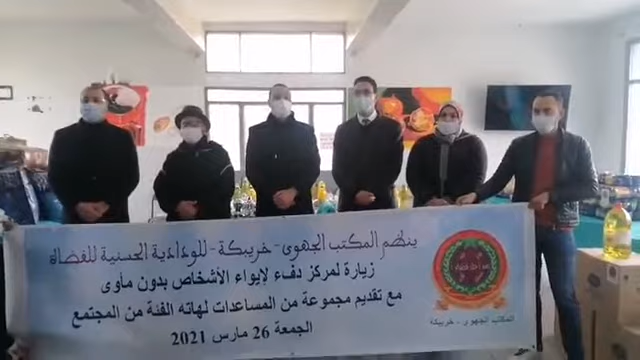 ينظم المكتب الجهوي - خريبكة - للودادية الحسنية للقضاة
زيارة لمركز دفء لإيواء الأشخاص بدون مأوى
مع تقديم مجموعة من المساعدات لهاته الفئة من المجتمع
الجمعة 26 مارس 2021
المكتب الجهوي - خريبكة